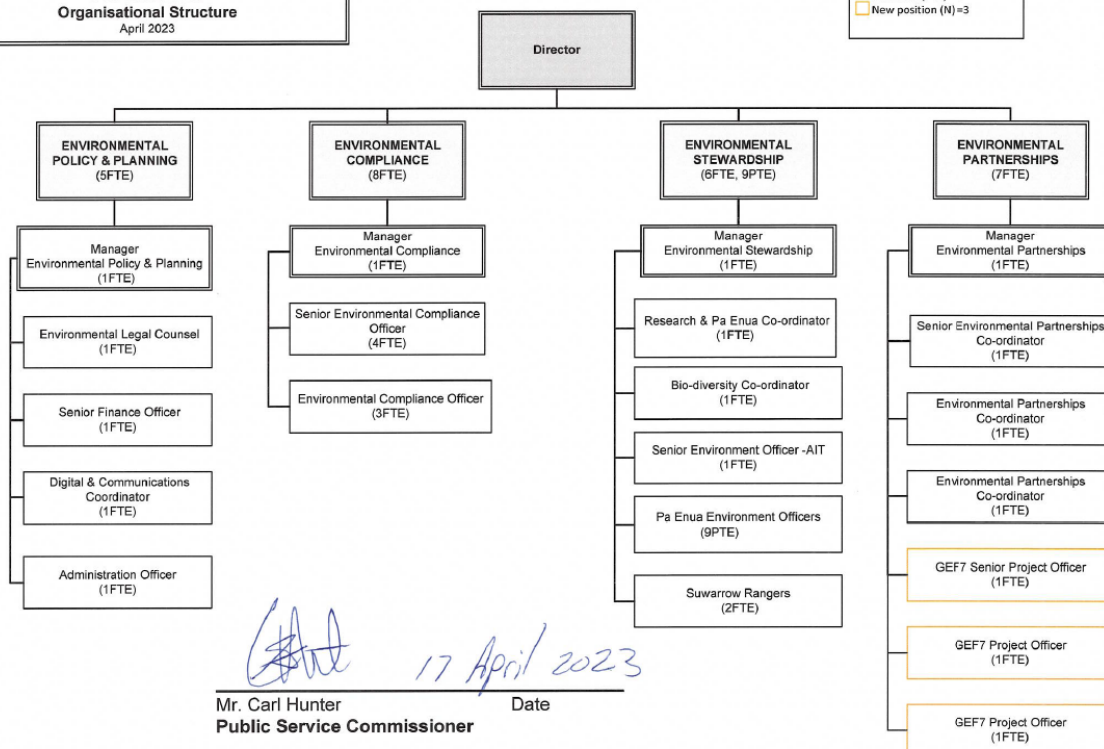 Organisational Structure
April 2023
New position (N)=3
Director
ENVIRONMENTAL
POLICY & PLANNING
(5FTE)
Manager
Environmental Policy & Planning
(1FTE)
Environmental Legal Counsel
(1FTE)
Senior Finance Officer
(1FTE)
Digital & Communications
Coordinator
(1FTE)
Administration Officer
(1FTE)
ENVIRONMENTAL
COMPLIANCE
(8FTE)
Manager
Environmental Compliance
(1FTE)
Senior Environmental Compliance
Officer
(4FTE)
Environmental Compliance Officer
(3FTE)
ENVIRONMENTAL
STEWARDSHIP
(6FTE, 9PTE)
Manager
Environmental Stewardship
(1FTE)
Research & Pa Enua Co-ordinator
(1FTE)
Bio-diversity Co-ordinator
(1FTE)
Senior Environment Officer -AIT
(1FTE)
Pa Enua Environment Officers
(9PTE)
Suwarrow Rangers
(2FTE)
ENVIRONMENTAL
PARTNERSHIPS
(7FTE)
Manager
Environmental Partnerships
(1FTE)
Senior Environmental Partnerships
Co-ordinator
(1FTE)
Environmental Partnerships
Co-ordinator
(1FTE)
Environmental Partnerships
Co-ordinator
(1FTE)
GEF7 Senior Project Officer
(1FTE)
GEF7 Project Officer
(1FTE)
GEF7 Project Officer
(1FTE)
17 April 2023
Mr. Carl Hunter Date
Public Service Commissioner